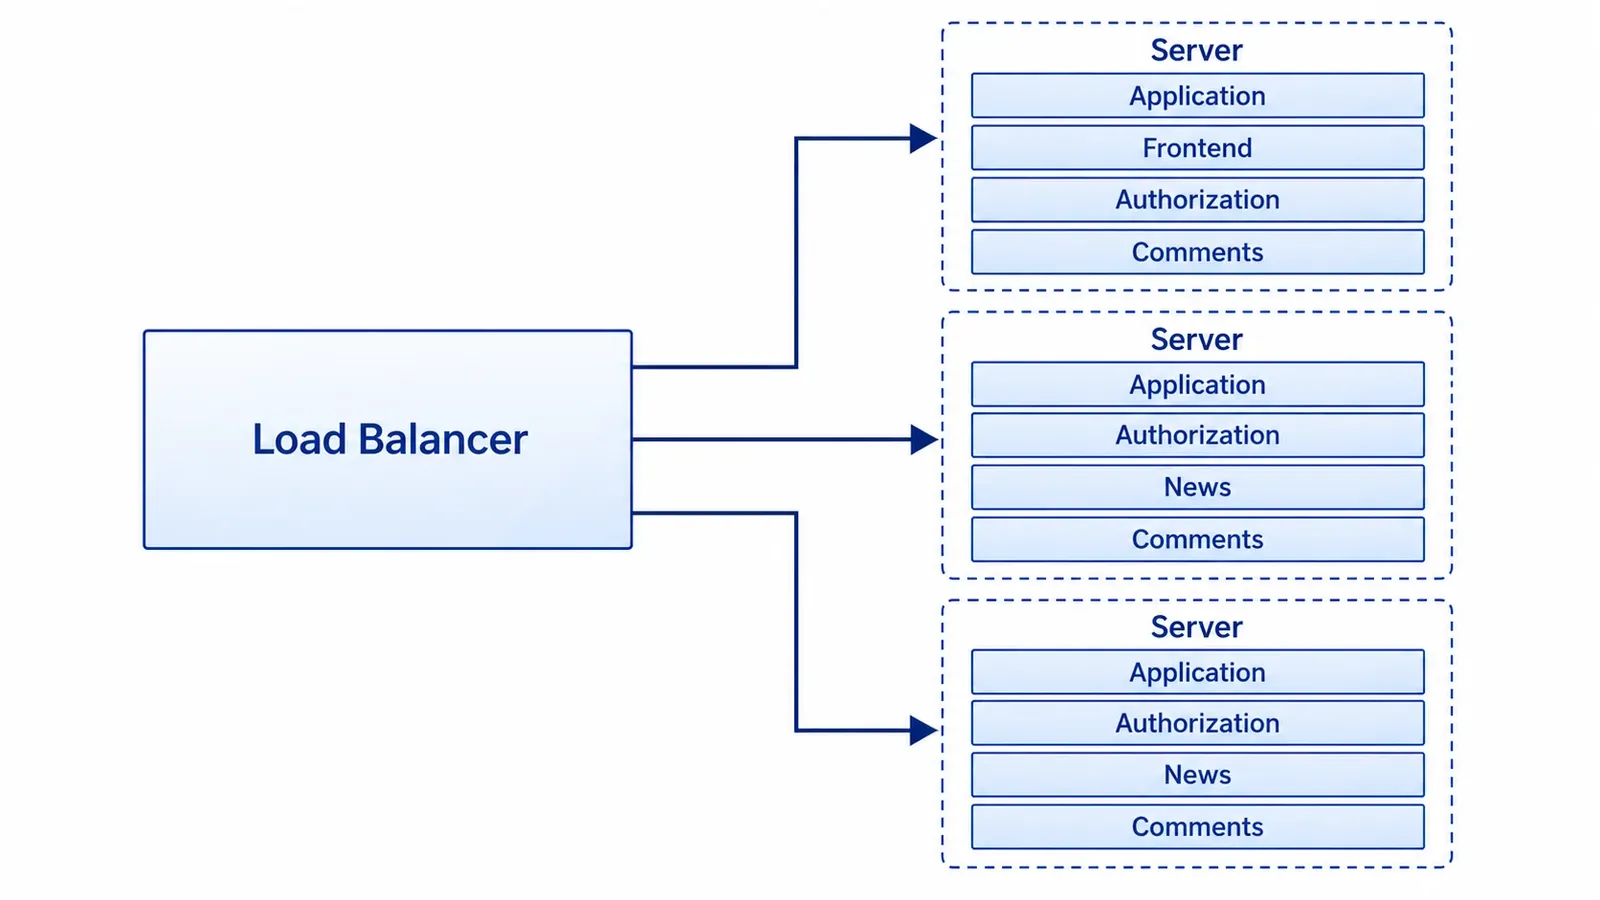 Load Balancer
Server
Application
Frontend
Authorization
Comments
Server
Application
Authorization
News
Comments
Server
Application
Authorization
News
Comments